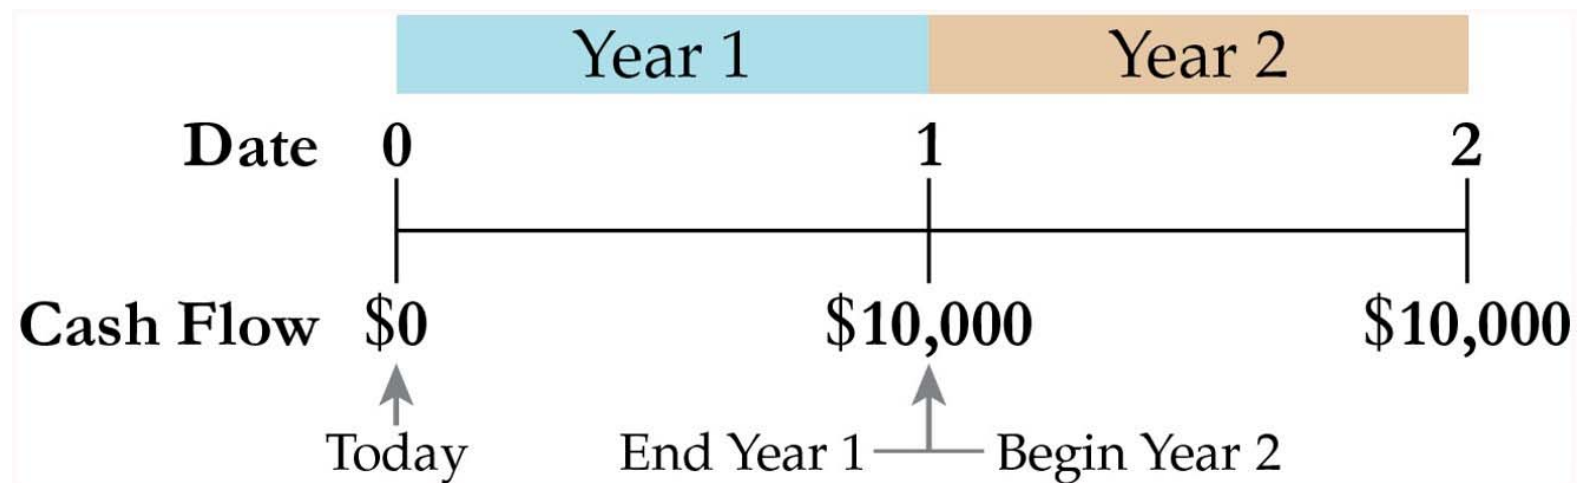 Year 1 Year 2
Date 0 1 2
Cash Flow $0 $10,000 $10,000
Today End Year 1 Begin Year 2